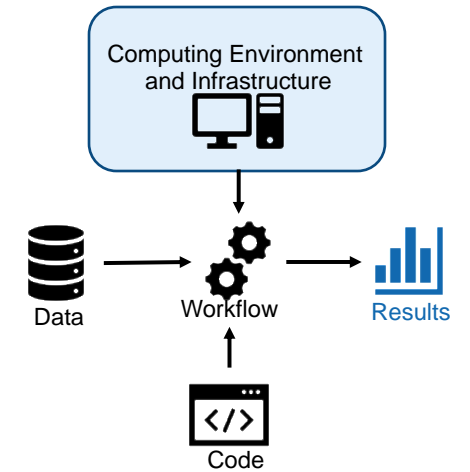 Computing Environment
and Infrastructure
Data
Workflow
Results
</>
Code